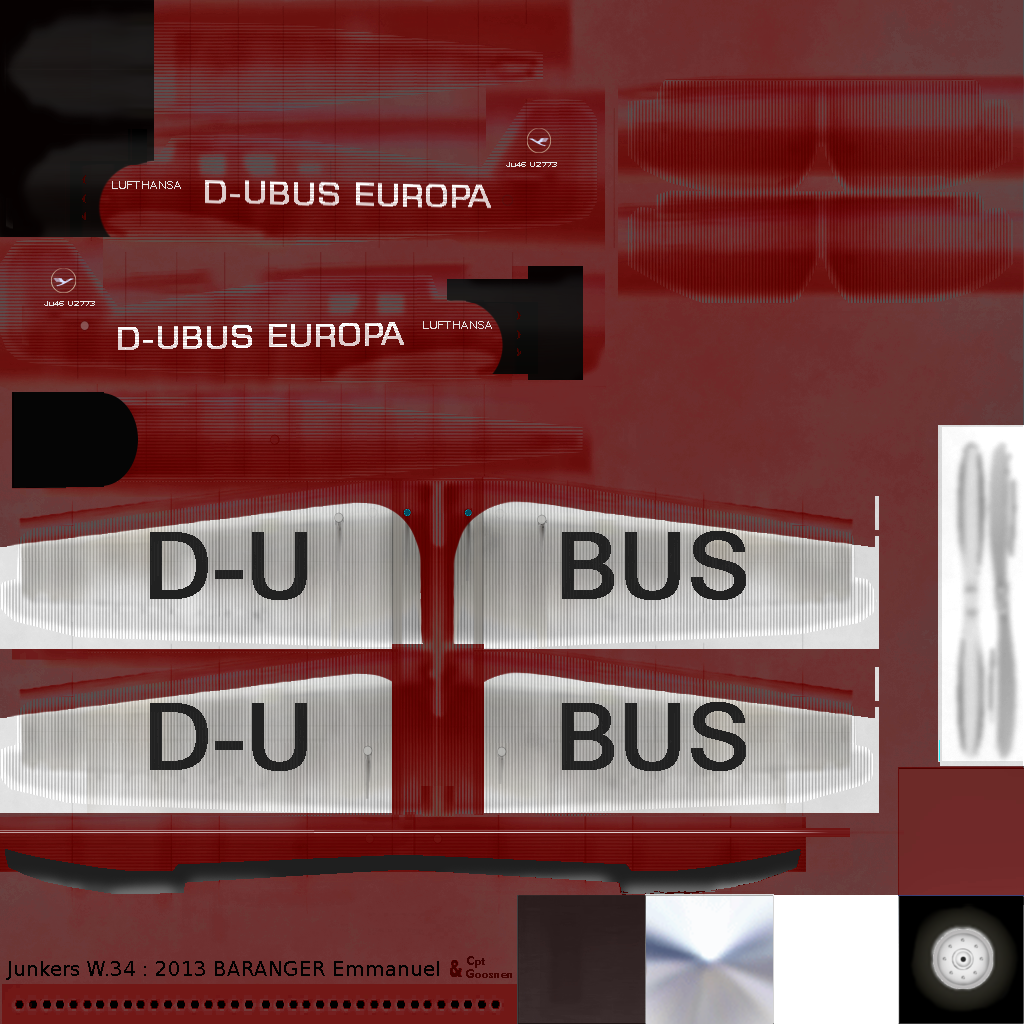 Ju46 U2773
LUFTHANSA
D-UBUS EUROPA
Ju46 U2773
D-UBUS EUROPA
LUFTHANSA
D-U BUS
D-U BUS
Junkers W.34 : 2013 BARANGER Emmanuel & Cpt Goosnen